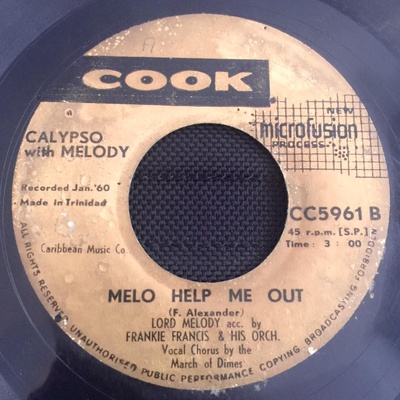 COOK
CALYPSO
with MELODY
NEW
microfusion
PROCESS
Recorded Jan. '60
Made in Trinidad
CC5961 B
45 r.p.m. [S.P.]
Time: 3 : 00
Caribbean Music Co.
MELO HELP ME OUT
(F. Alexander)
LORD MELODY acc. by
FRANKIE FRANCIS & HIS ORCH.
Vocal Chorus by the
March of Dimes
ALL RIGHTS RESERVED. UNAUTHORISED PUBLIC PERFORMANCE COPYING, BROADCASTING FORBIDDEN